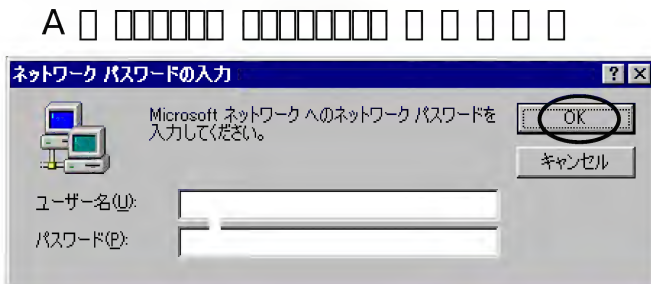 A
ネットワーク パスワードの入力
Microsoft ネットワーク へのネットワーク パスワードを
入力してください。
OK
キャンセル
ユーザー名(U):
パスワード(P):